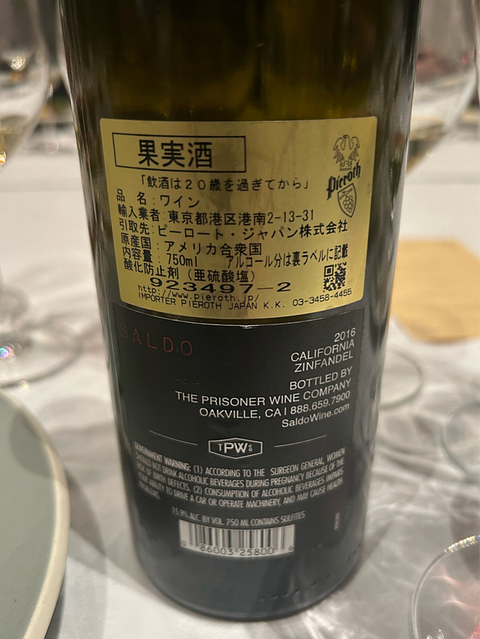 果実酒
Pieroth
「飲酒は20歳を過ぎてから」
品名:ワイン
輸入業者:東京都港区港南2-13-31
引取先:ピーロート・ジャパン株式会社
原産国:アメリカ合衆国
内容量:750ml アルコール分は裏ラベルに記載
酸化防止剤(亜硫酸塩)
923497-2
http://www.pieroth.jp/
IMPORTER PIEROTH JAPAN K.K. 03-3458-4455
SALDO
2016
CALIFORNIA
ZINFANDEL
BOTTLED BY
THE PRISONER WINE COMPANY
OAKVILLE, CA | 888.659.7900
SaldoWine.com
TPWS
GOVERNMENT WARNING: (1) ACCORDING TO THE SURGEON GENERAL, WOMEN
SHOULD NOT DRINK ALCOHOLIC BEVERAGES DURING PREGNANCY BECAUSE OF THE
RISK OF BIRTH DEFECTS. (2) CONSUMPTION OF ALCOHOLIC BEVERAGES IMPAIRS
YOUR ABILITY TO DRIVE A CAR OR OPERATE MACHINERY, AND MAY CAUSE HEALTH
PROBLEMS.
15.9% ALC. BY VOL. 750 ML CONTAINS SULFITES
0 86003 25800 6